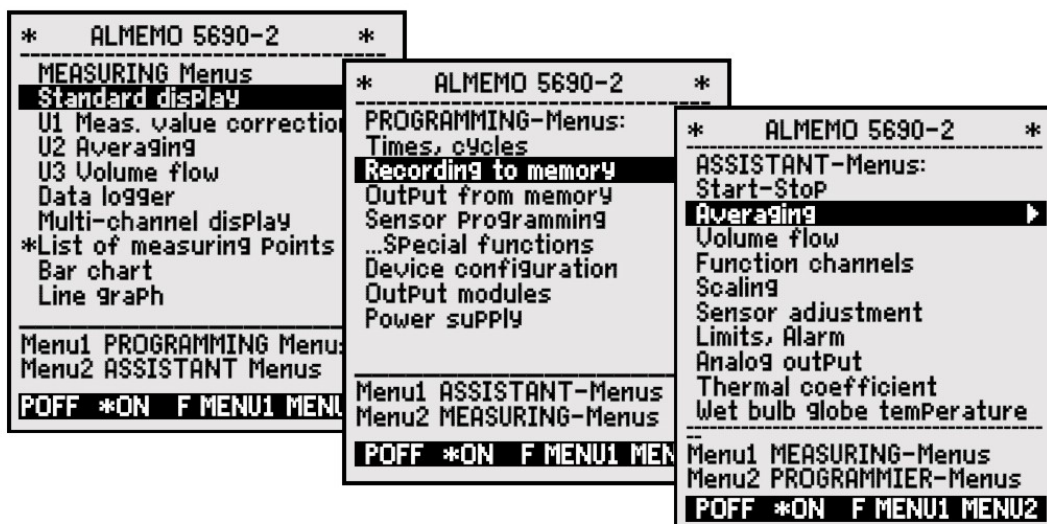 * ALMEMO 5690-2 *
MEASURING Menus
Standard disPlay
U1 Meas. value correction
U2 Averaging
U3 Volume flow
Data logger
Multi-channel disPlay
*List of measuring Points
Bar chart
Line graPh
Menu1 PROGRAMMING Menu
Menu2 ASSISTANT Menus
POFF *ON F MENU1 MENU
* ALMEMO 5690-2 *
PROGRAMMING-Menus:
Times, cycles
Recording to memory
OutPut from memory
Sensor Programming
...SPecial functions
Device configuration
OutPut modules
Power suPPly
Menu1 ASSISTANT-Menus
Menu2 MEASURING-Menus
POFF *ON F MENU1 MEN
* ALMEMO 5690-2 *
ASSISTANT-Menus:
Start-StoP
Averaging
Volume flow
Function channels
Scaling
Sensor adjustment
Limits, Alarm
Analog outPut
Thermal coefficient
Wet bulb globe temPerature
Menu1 MEASURING-Menus
Menu2 PROGRAMMIER-Menus
POFF *ON F MENU1 MENU2